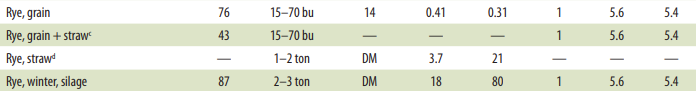 Rye, grain 76 15–70 bu 14 0.41 0.31 1 5.6 5.4
Rye, grain + strawᶜ 43 15–70 bu — — — 1 5.6 5.4
Rye, strawᵈ — 1–2 ton DM 3.7 21 — — —
Rye, winter, silage 87 2–3 ton DM 18 80 1 5.6 5.4